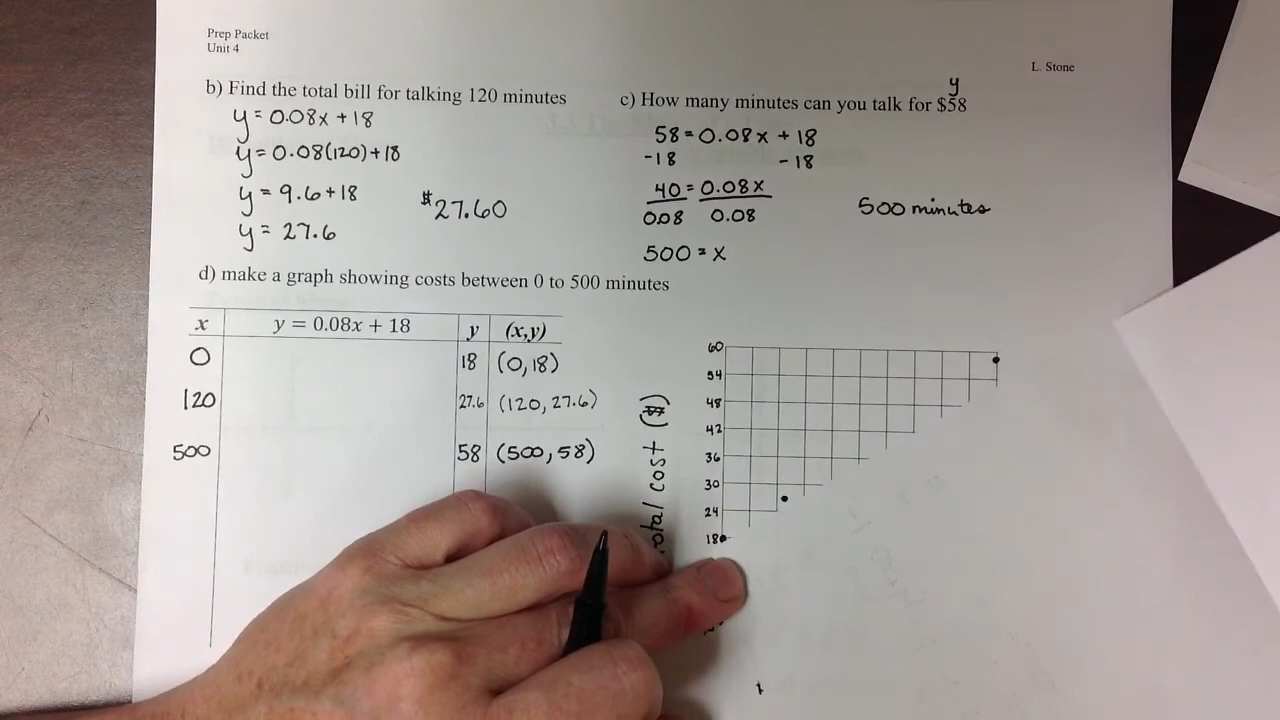 Prep Packet
Unit 4
L. Stone
b) Find the total bill for talking 120 minutes
y = 0.08x + 18
y = 0.08(120) + 18
y = 9.6 + 18
y = 27.6
$27.60
y
c) How many minutes can you talk for $58
58 = 0.08x + 18
-18 -18
40 = 0.08x
0.08 0.08
500 = x
500 minutes
d) make a graph showing costs between 0 to 500 minutes
x y = 0.08x + 18 y (x,y)
0 18 (0, 18)
120 27.6 (120, 27.6)
500 58 (500, 58)
cost ($)
60
54
48
42
36
30
24
18